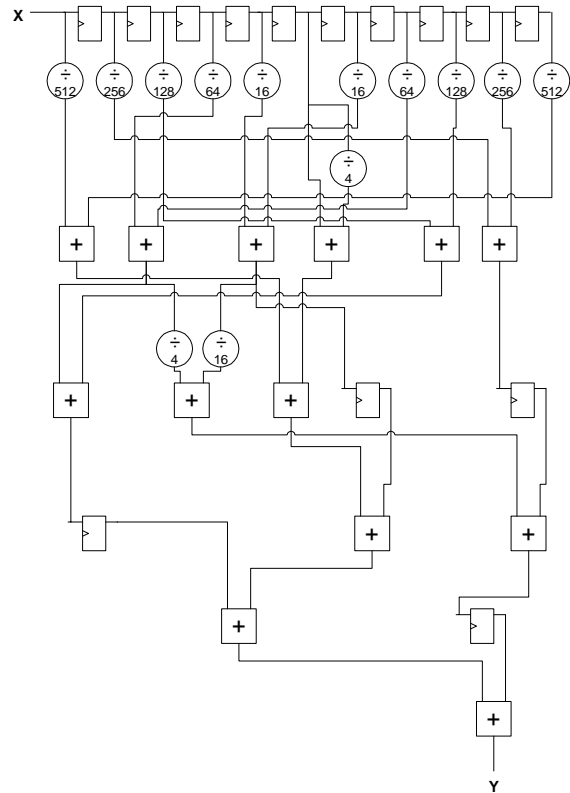 X
÷ ÷ ÷ ÷ ÷ ÷ ÷ ÷ ÷ ÷
512 256 128 64 16 16 64 128 256 512
÷
4
+ + + + + +
÷ ÷
4 16
+ + +
+ +
+
+
Y